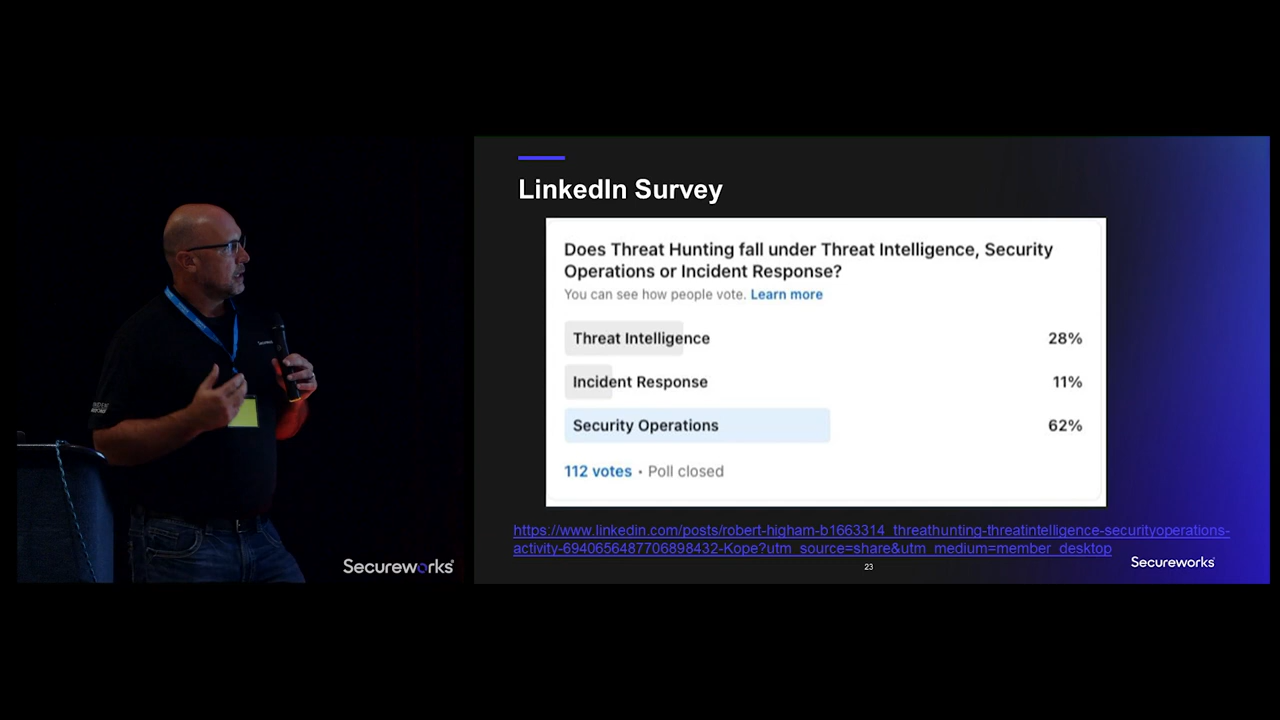 LinkedIn Survey
Does Threat Hunting fall under Threat Intelligence, Security
Operations or Incident Response?
You can see how people vote. Learn more
Threat Intelligence 28%
Incident Response 11%
Security Operations 62%
112 votes • Poll closed
https://www.linkedin.com/posts/robert-higham-b1663314_threathunting-threatintelligence-securityoperations-
activity-6940656487706898432-Kope?utm_source=share&utm_medium=member_desktop
23
Secureworks
Secureworks